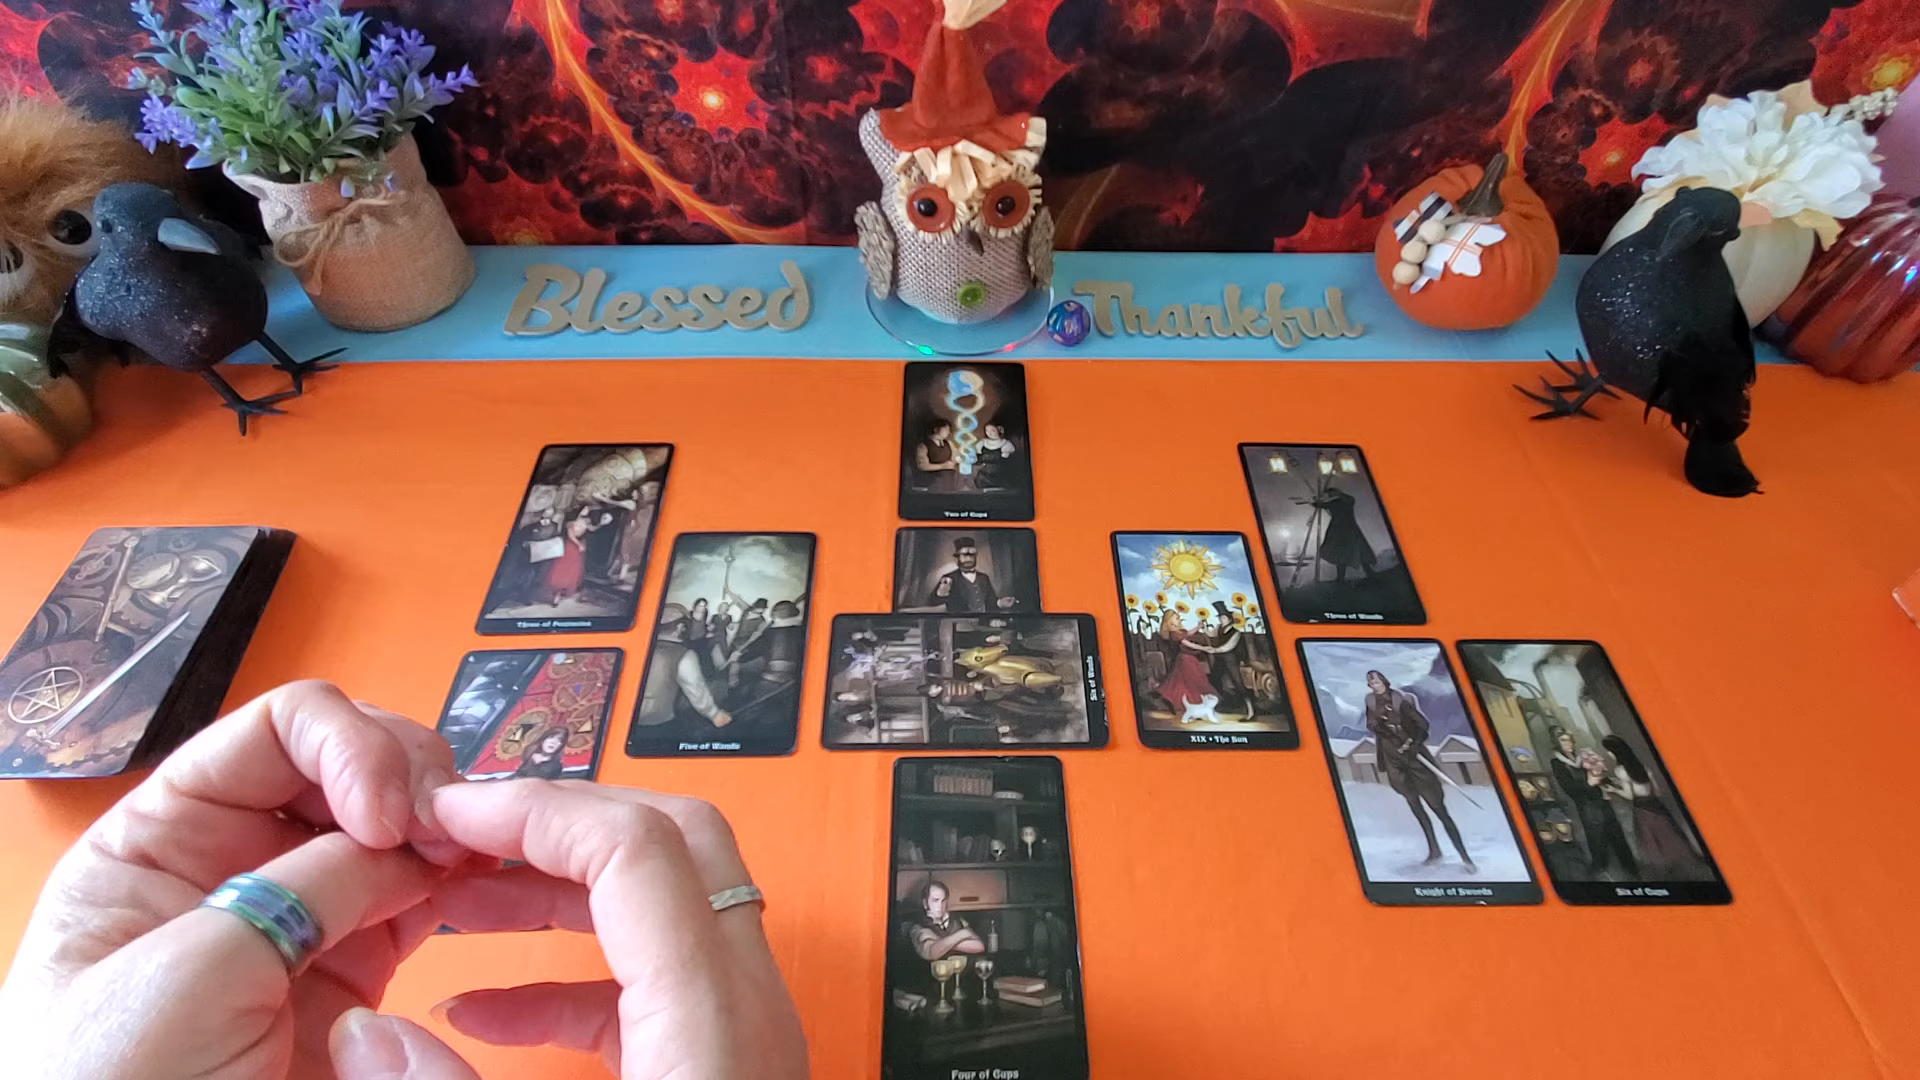 Blessed
Thankful
Two of Cups
Three of Pentacles
Three of Wands
Five of Wands
Six of Wands
XIX • The Sun
Knight of Swords
Six of Cups
Four of Cups